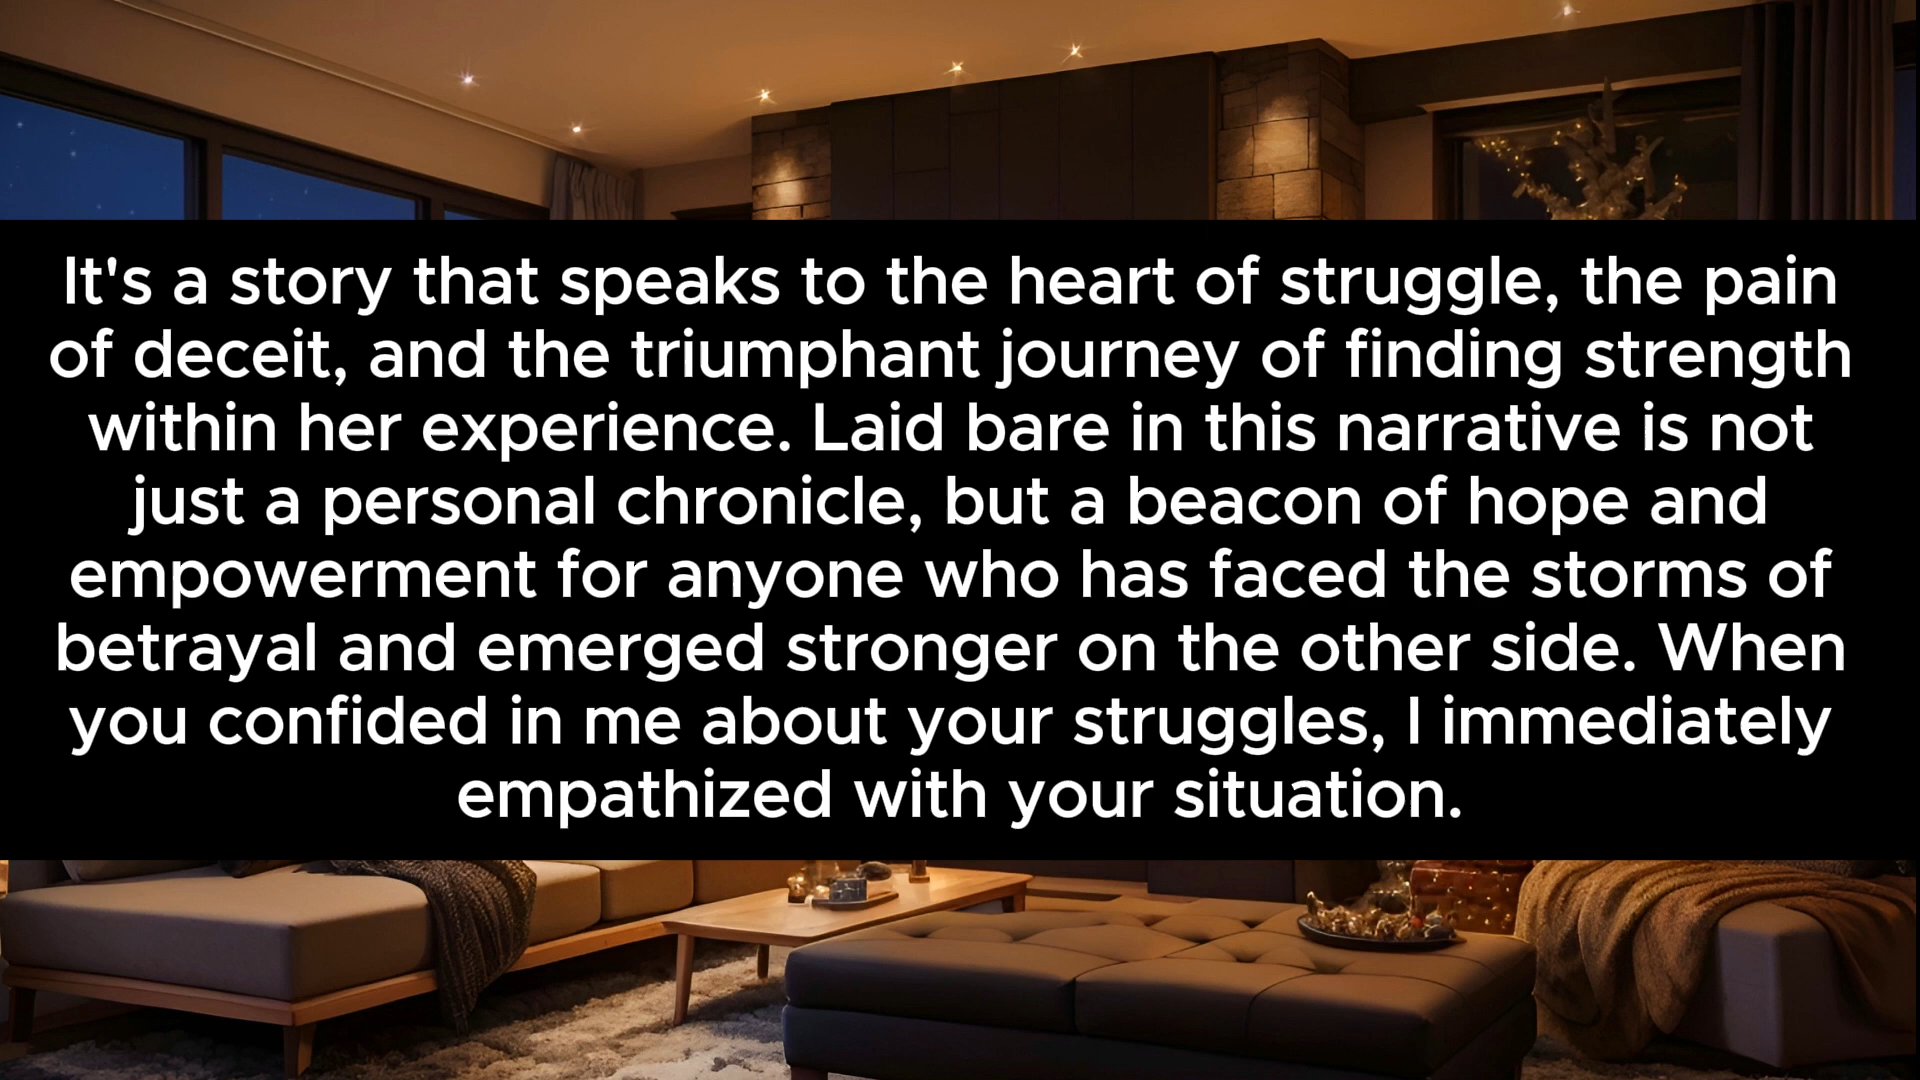 It's a story that speaks to the heart of struggle, the pain
of deceit, and the triumphant journey of finding strength
within her experience. Laid bare in this narrative is not
just a personal chronicle, but a beacon of hope and
empowerment for anyone who has faced the storms of
betrayal and emerged stronger on the other side. When
you confided in me about your struggles, I immediately
empathized with your situation.